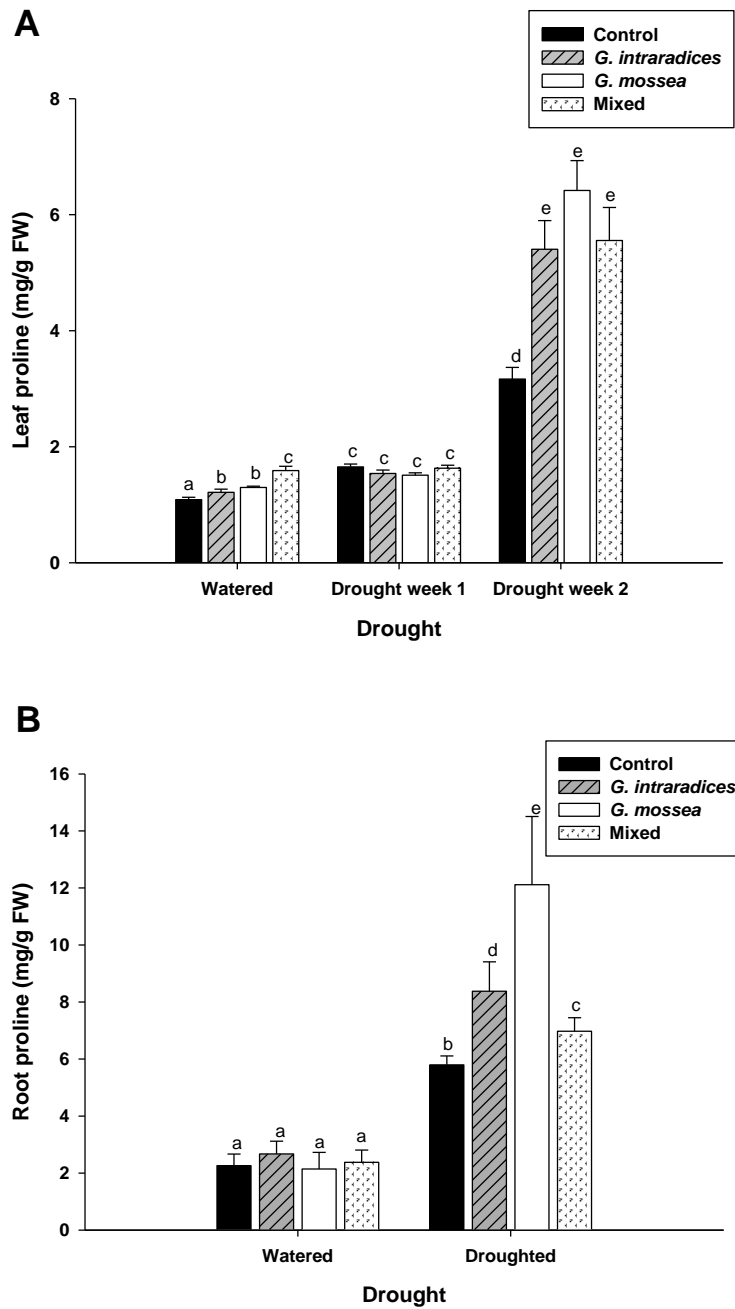 A
Control
G. intraradices
G. mossea
Mixed
8
6
4
2
0
Leaf proline (mg/g FW)
a
b
b
c
c
c
c
c
d
e
e
e
Watered
Drought week 1
Drought week 2
Drought
B
Control
G. intraradices
G. mossea
Mixed
16
14
12
10
8
6
4
2
0
Root proline (mg/g FW)
a
a
a
a
b
d
e
c
Watered
Droughted
Drought